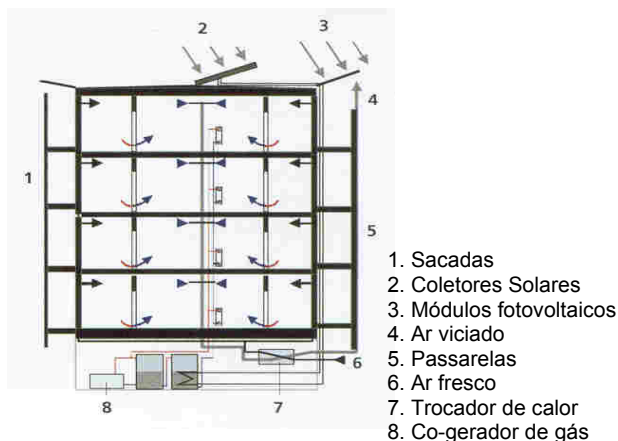 2
3
4
1
5
6
8
7
1. Sacadas
2. Coletores Solares
3. Módulos fotovoltaicos
4. Ar viciado
5. Passarelas
6. Ar fresco
7. Trocador de calor
8. Co-gerador de gás